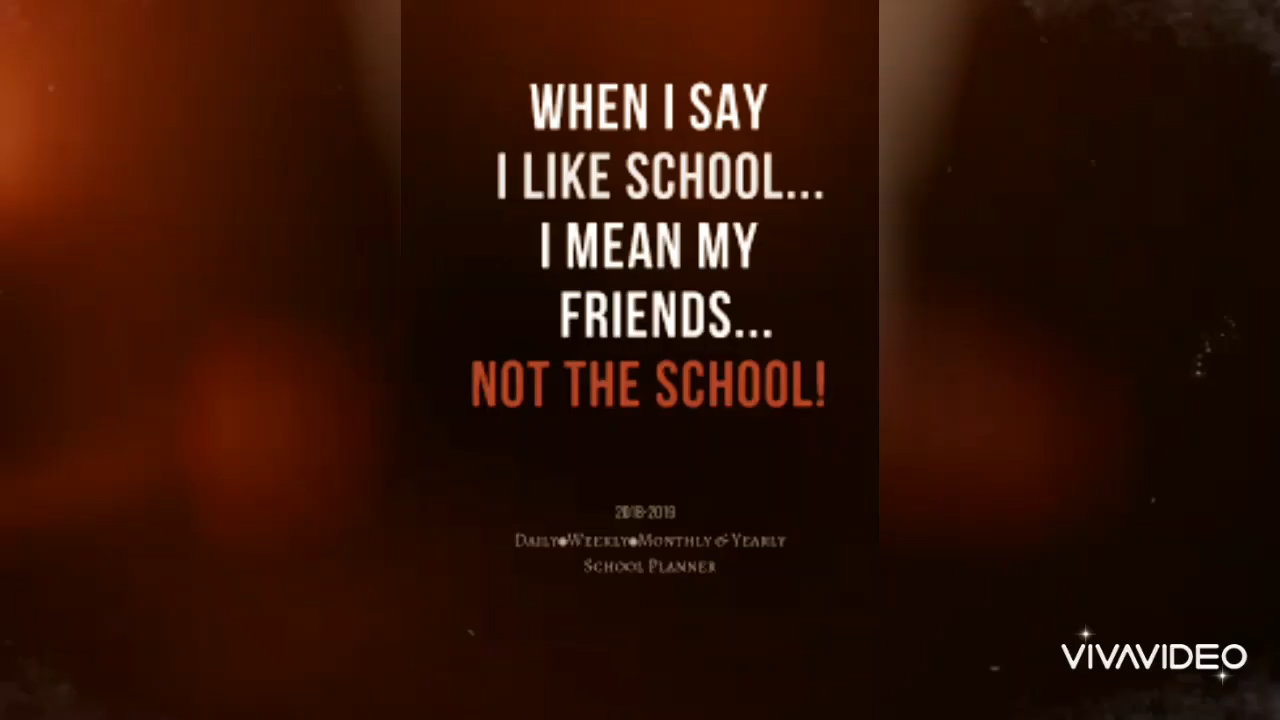 WHEN I SAY
I LIKE SCHOOL...
I MEAN MY
FRIENDS...
NOT THE SCHOOL!
2018-2019
DAILY●WEEKLY●MONTHLY & YEARLY
SCHOOL PLANNER
VIVAVIDEO